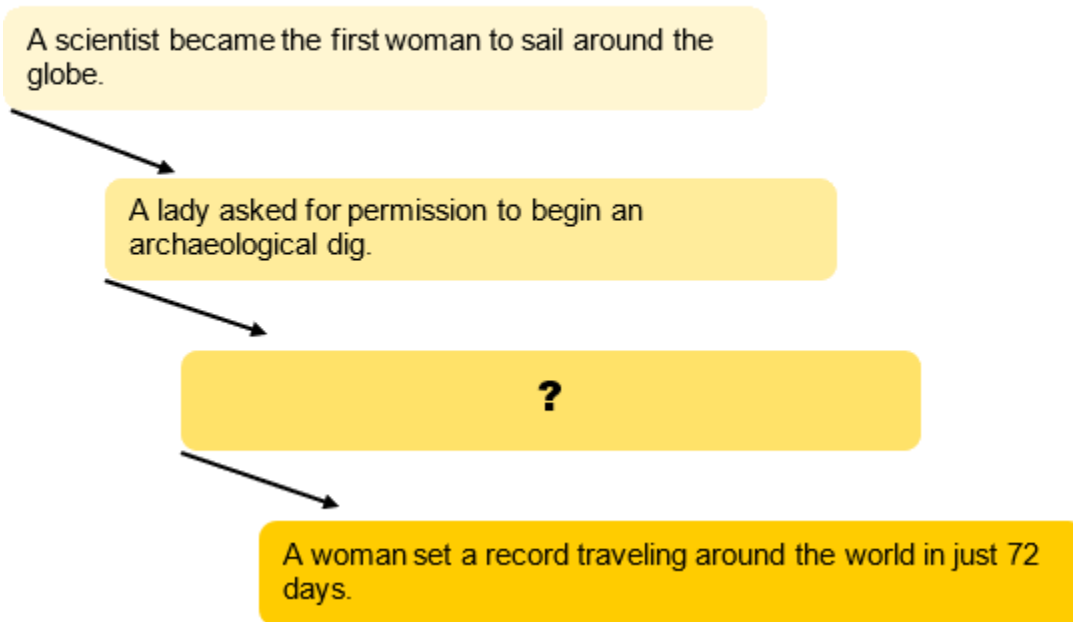 A scientist became the first woman to sail around the
globe.
A lady asked for permission to begin an
archaeological dig.
?
A woman set a record traveling around the world in just 72
days.